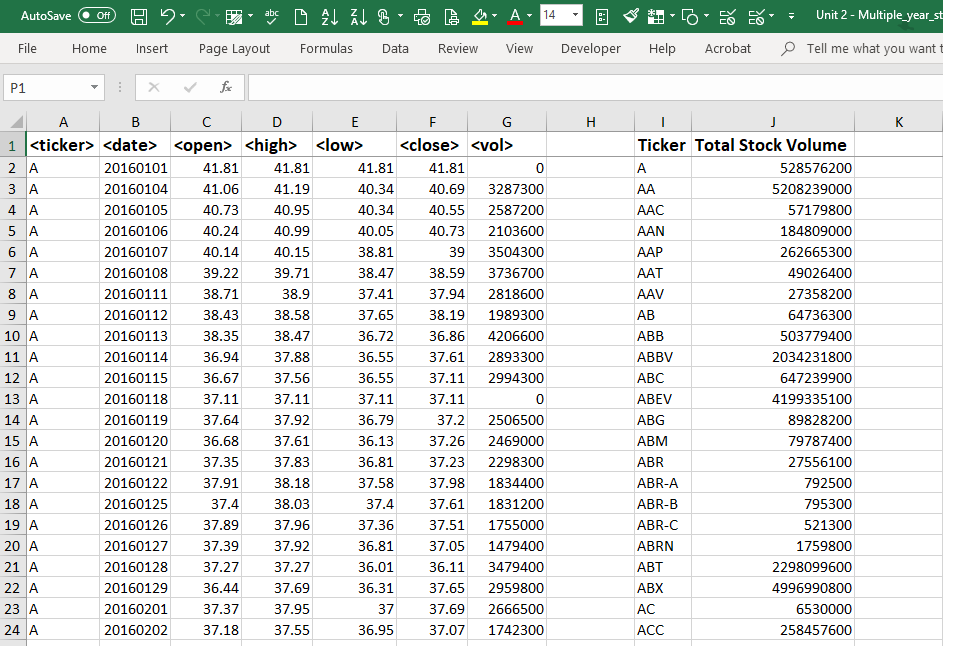 AutoSave Off abc A Z Z A A 14 Unit 2 - Multiple_year_st
File Home Insert Page Layout Formulas Data Review View Developer Help Acrobat Tell me what you want t
P1 fx
A B C D E F G H I J K
1 <ticker> <date> <open> <high> <low> <close> <vol> Ticker Total Stock Volume
2 A 20160101 41.81 41.81 41.81 41.81 0 A 528576200
3 A 20160104 41.06 41.19 40.34 40.69 3287300 AA 5208239000
4 A 20160105 40.73 40.95 40.34 40.55 2587200 AAC 57179800
5 A 20160106 40.24 40.99 40.05 40.73 2103600 AAN 184809000
6 A 20160107 40.14 40.15 38.81 39 3504300 AAP 262665300
7 A 20160108 39.22 39.71 38.47 38.59 3736700 AAT 49026400
8 A 20160111 38.71 38.9 37.41 37.94 2818600 AAV 27358200
9 A 20160112 38.43 38.58 37.65 38.19 1989300 AB 64736300
10 A 20160113 38.35 38.47 36.72 36.86 4206600 ABB 503779400
11 A 20160114 36.94 37.88 36.55 37.61 2893300 ABBV 2034231800
12 A 20160115 36.67 37.56 36.55 37.11 2994300 ABC 647239900
13 A 20160118 37.11 37.11 37.11 37.11 0 ABEV 4199335100
14 A 20160119 37.64 37.92 36.79 37.2 2506500 ABG 89828200
15 A 20160120 36.68 37.61 36.13 37.26 2469000 ABM 79787400
16 A 20160121 37.35 37.83 36.81 37.23 2298300 ABR 27556100
17 A 20160122 37.91 38.18 37.58 37.98 1834400 ABR-A 792500
18 A 20160125 37.4 38.03 37.4 37.61 1831200 ABR-B 795300
19 A 20160126 37.89 37.96 37.36 37.51 1755000 ABR-C 521300
20 A 20160127 37.39 37.92 36.81 37.05 1479400 ABRN 1759800
21 A 20160128 37.27 37.27 36.01 36.11 3479400 ABT 2298099600
22 A 20160129 36.44 37.69 36.31 37.65 2959800 ABX 4996990800
23 A 20160201 37.37 37.95 37 37.69 2666500 AC 6530000
24 A 20160202 37.18 37.55 36.95 37.07 1742300 ACC 258457600